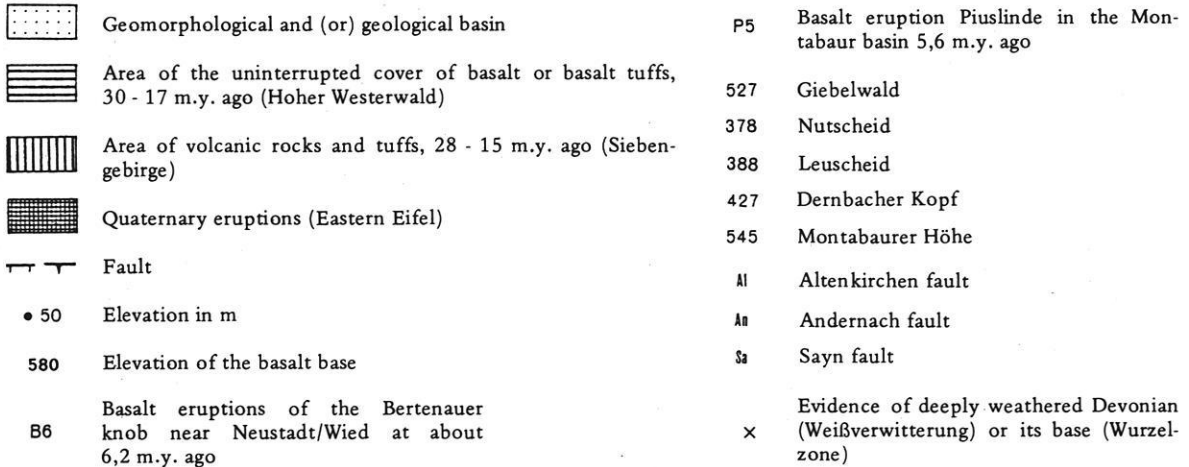 Geomorphological and (or) geological basin
Area of the uninterrupted cover of basalt or basalt tuffs,
30 - 17 m.y. ago (Hoher Westerwald)
Area of volcanic rocks and tuffs, 28 - 15 m.y. ago (Sieben-
gebirge)
Quaternary eruptions (Eastern Eifel)
Fault
• 50 Elevation in m
580 Elevation of the basalt base
B6 Basalt eruptions of the Bertenauer
knob near Neustadt/Wied at about
6,2 m.y. ago
P5 Basalt eruption Piuslinde in the Mon-
tabaur basin 5,6 m.y. ago
527 Giebelwald
378 Nutscheid
388 Leuscheid
427 Dernbacher Kopf
545 Montabaurer Höhe
Al Altenkirchen fault
An Andernach fault
Sa Sayn fault
× Evidence of deeply weathered Devonian
(Weißverwitterung) or its base (Wurzel-
zone)